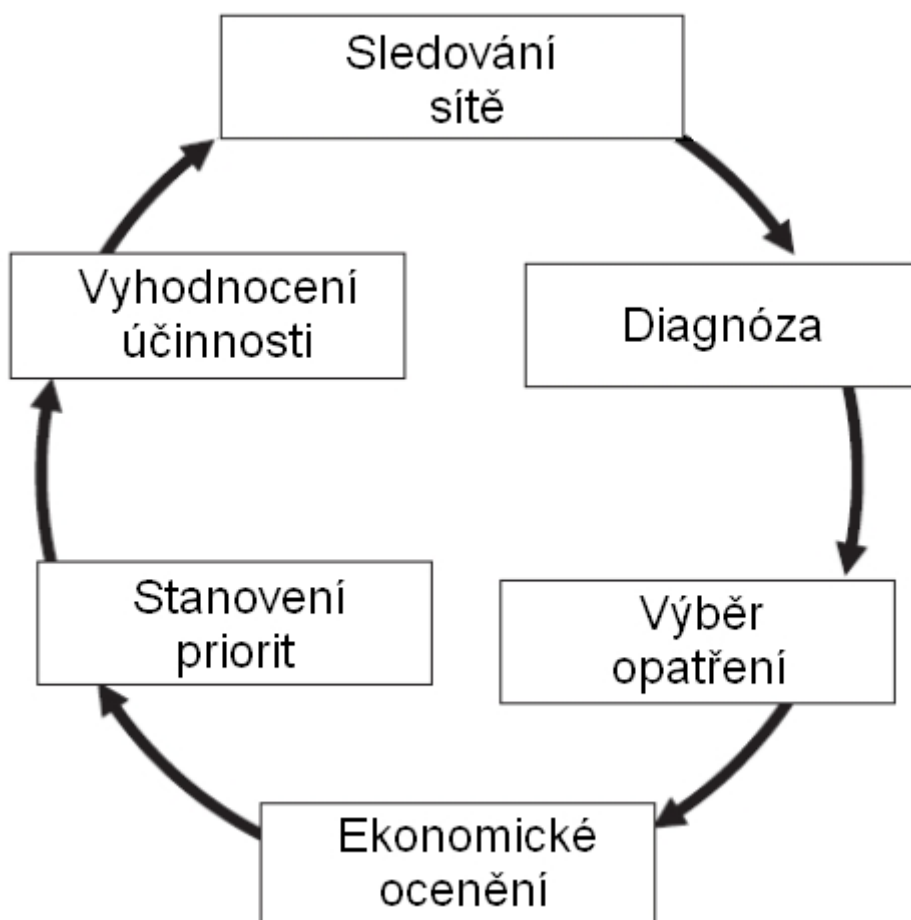 Sledování
sítě
Diagnóza
Výběr
opatření
Ekonomické
ocenění
Stanovení
priorit
Vyhodnocení
účinnosti